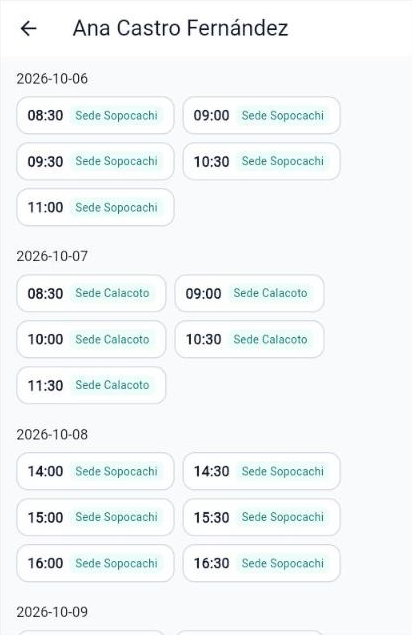 Ana Castro Fernández
2026-10-06
08:30 Sede Sopocachi 09:00 Sede Sopocachi
09:30 Sede Sopocachi 10:30 Sede Sopocachi
11:00 Sede Sopocachi
2026-10-07
08:30 Sede Calacoto 09:00 Sede Calacoto
10:00 Sede Calacoto 10:30 Sede Calacoto
11:30 Sede Calacoto
2026-10-08
14:00 Sede Sopocachi 14:30 Sede Sopocachi
15:00 Sede Sopocachi 15:30 Sede Sopocachi
16:00 Sede Sopocachi 16:30 Sede Sopocachi
2026-10-09